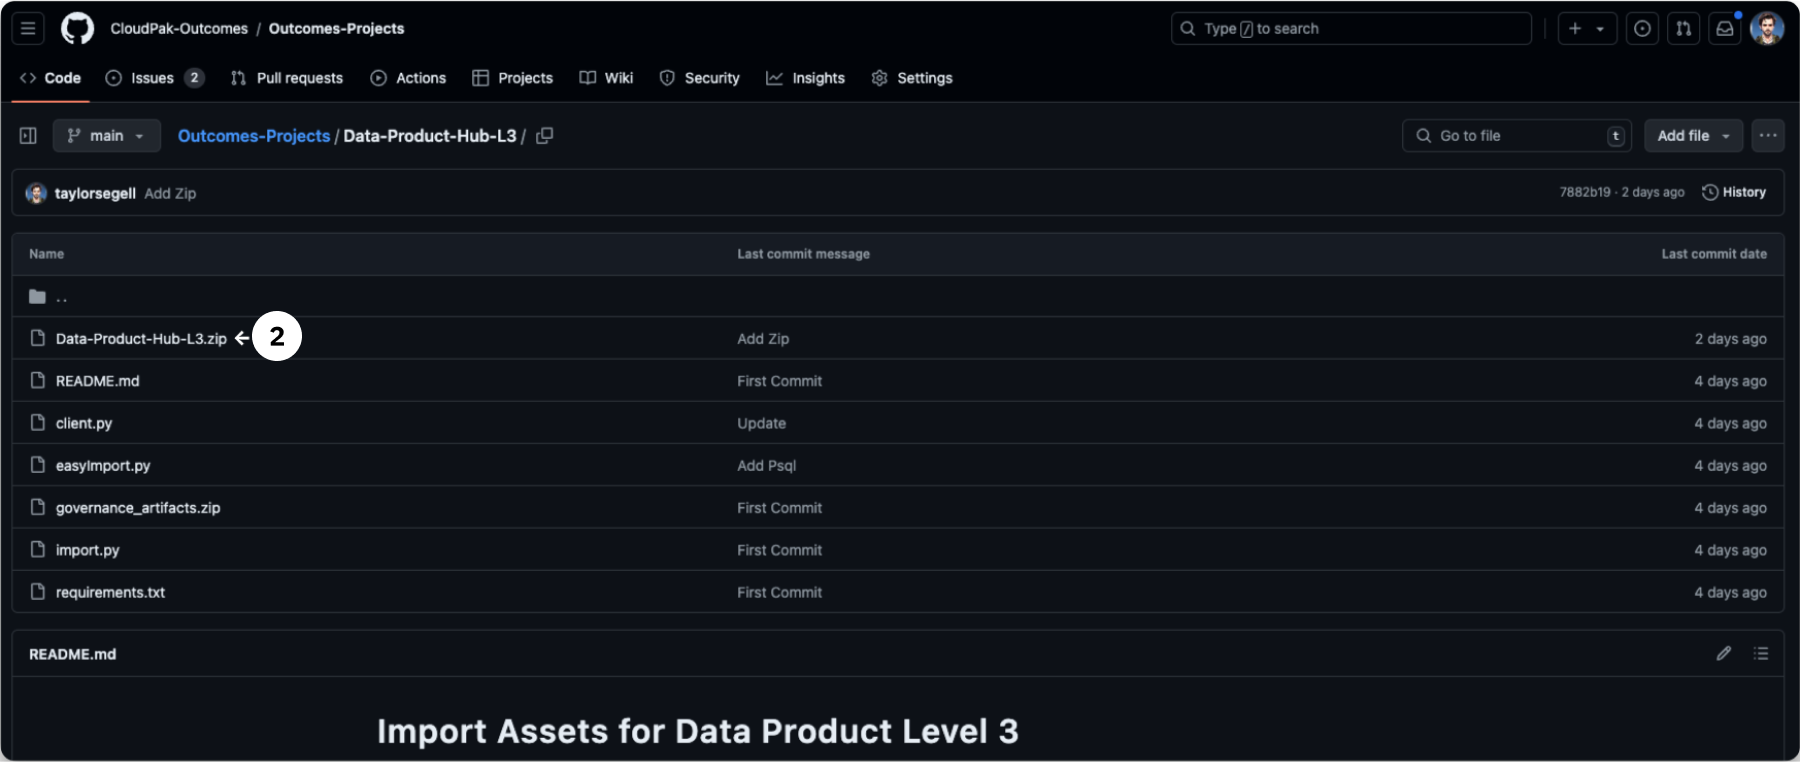 CloudPak-Outcomes / Outcomes-Projects Type / to search
Code Issues 2 Pull requests Actions Projects Wiki Security Insights Settings
main Outcomes-Projects / Data-Product-Hub-L3 / Go to file t Add file
taylorsegell Add Zip 7882b19 · 2 days ago History
Name Last commit message Last commit date
..
Data-Product-Hub-L3.zip 2 Add Zip 2 days ago
README.md First Commit 4 days ago
client.py Update 4 days ago
easyImport.py Add Psql 4 days ago
governance_artifacts.zip First Commit 4 days ago
import.py First Commit 4 days ago
requirements.txt First Commit 4 days ago
README.md
Import Assets for Data Product Level 3